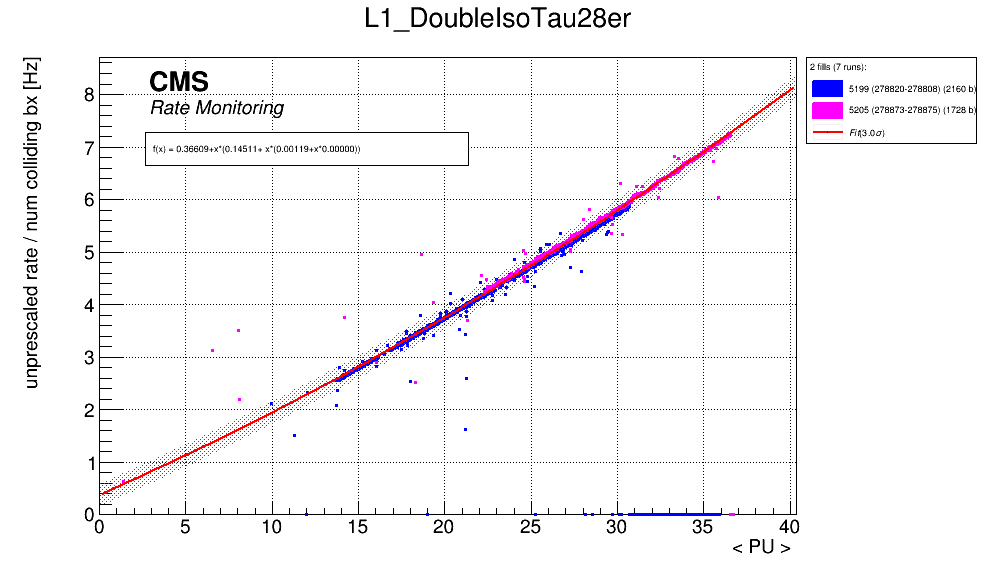 L1_DoubleIsoTau28er
unprescaled rate / num colliding bx [Hz]
CMS
Rate Monitoring
f(x) = 0.36609+x*(0.14511+ x*(0.00119+x*0.00000))
2 fills (7 runs):
5199 (278820-278808) (2160 b)
5205 (278873-278875) (1728 b)
Fit(3.0σ)
8
7
6
5
4
3
2
1
0
0 5 10 15 20 25 30 35 40
< PU >